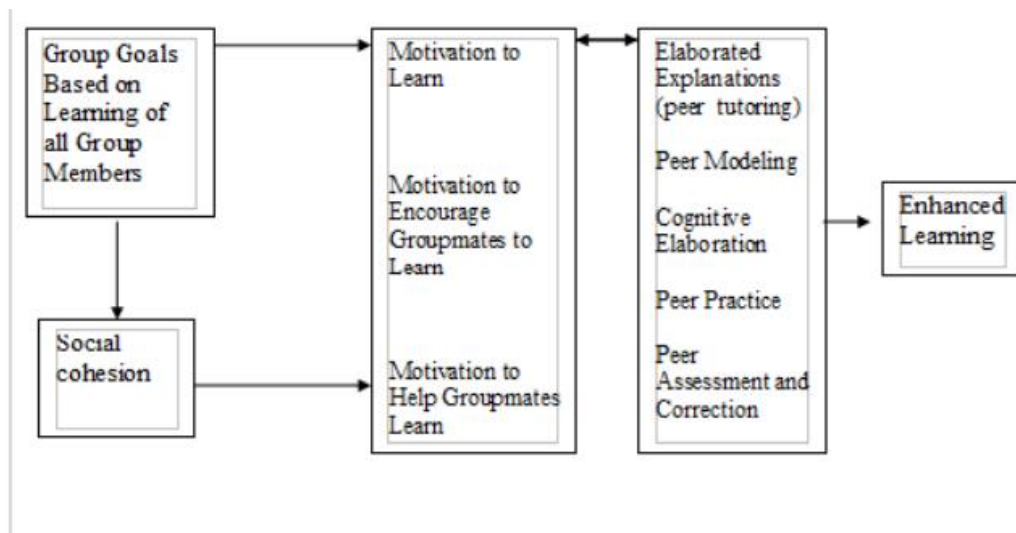 Group Goals
Based on
Learning of
all Group
Members
Social
cohesion
Motivation to
Learn
Motivation to
Encourage
Groupmates to
Learn
Motivation to
Help Groupmates
Learn
Elaborated
Explanations
(peer tutoring)
Peer Modeling
Cognitive
Elaboration
Peer Practice
Peer
Assessment and
Correction
Enhanced
Learning